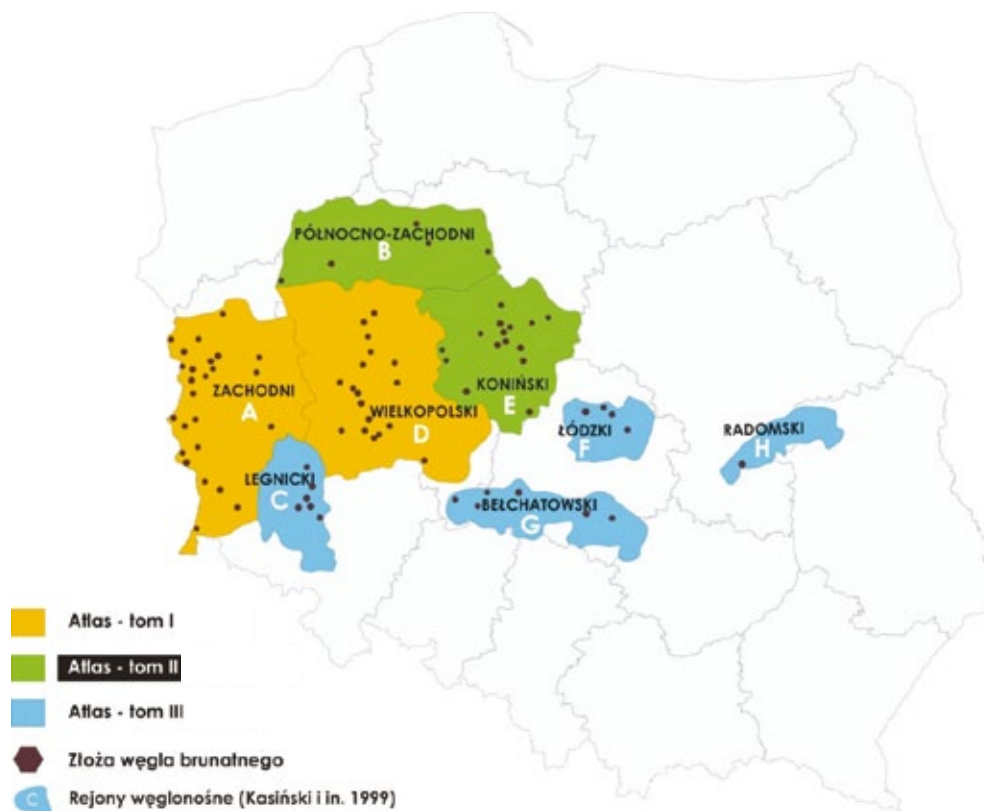 PÓŁNOCNO-ZACHODNI
B
ZACHODNI
A
WIELKOPOLSKI
D
KONIŃSKI
E
ŁÓDZKI
F
RADOMSKI
H
LEGNICKI
C
BEŁCHATOWSKI
G
Atlas - tom I
Atlas - tom II
Atlas - tom III
Złoża węgla brunatnego
C Rejony węglonośne (Kasiński i in. 1999)